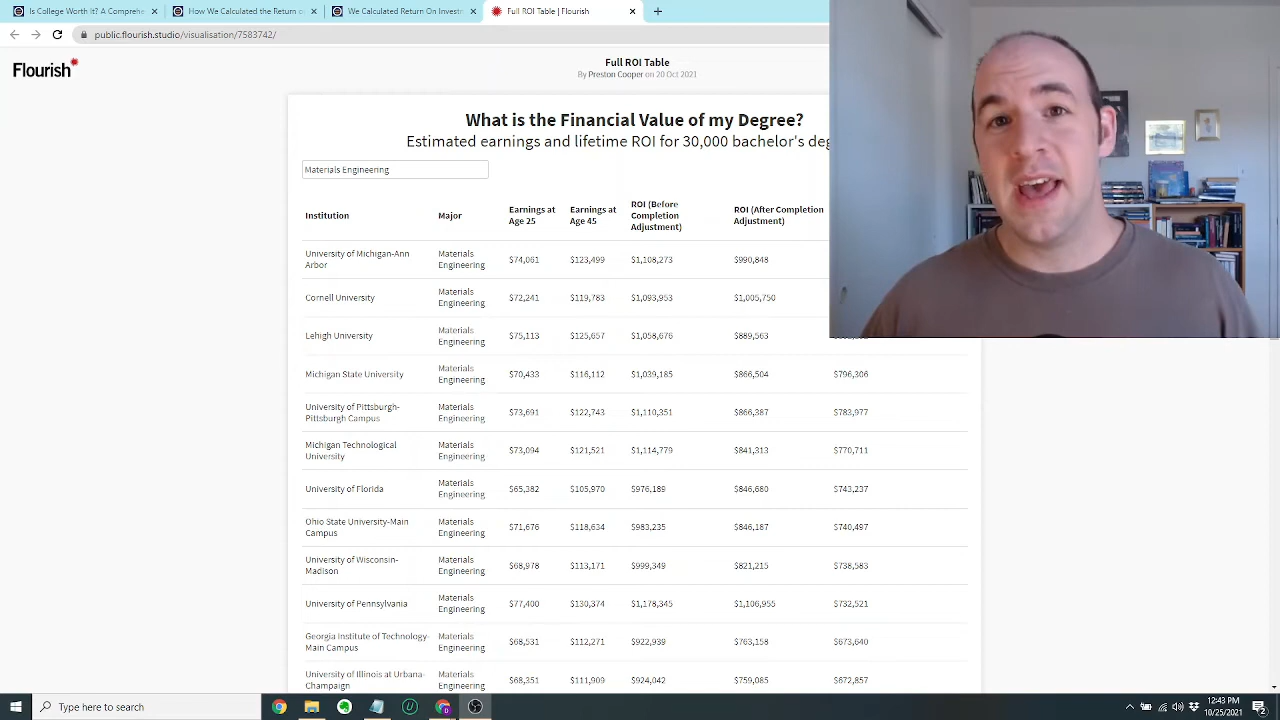 Is College Worth It? A Comprehe
How We Calculated the Return o
We Calculated Return On Investm
Full ROI Table | Flourish
public.flourish.studio/visualisation/7583742/
Flourish
Full ROI Table
By Preston Cooper on 20 Oct 2021
What is the Financial Value of my Degree?
Estimated earnings and lifetime ROI for 30,000 bachelor's deg
Materials Engineering
Institution
Major
Earnings at
Age 25
Earnings at
Age 45
ROI (Before
Completion
Adjustment)
ROI (After Completion
Adjustment)
University of Michigan-Ann
Arbor
Materials
Engineering
$74,061
$123,499
$1,108,273
$990,848
Cornell University
Materials
Engineering
$72,241
$119,783
$1,093,953
$1,005,750
Lehigh University
Materials
Engineering
$75,113
$125,657
$1,058,676
$889,563
Michigan State University
Materials
Engineering
$70,433
$116,112
$1,039,185
$866,504
$796,306
University of Pittsburgh-
Pittsburgh Campus
Materials
Engineering
$73,691
$122,743
$1,110,351
$866,387
$783,977
Michigan Technological
University
Materials
Engineering
$73,094
$121,521
$1,114,779
$841,313
$770,711
University of Florida
Materials
Engineering
$65,382
$105,970
$976,189
$846,680
$743,237
Ohio State University-Main
Campus
Materials
Engineering
$71,676
$118,634
$983,235
$846,187
$740,497
University of Wisconsin-
Madison
Materials
Engineering
$68,978
$113,171
$999,349
$821,215
$738,583
University of Pennsylvania
Materials
Engineering
$77,400
$130,374
$1,178,345
$1,106,955
$732,521
Georgia Institute of Technology-
Main Campus
Materials
Engineering
$68,531
$112,271
$922,939
$763,158
$673,640
University of Illinois at Urbana-
Champaign
Materials
Engineering
$68,351
$111,909
$924,042
$759,085
$672,857
Type here to search
12:43 PM
10/25/2021
2